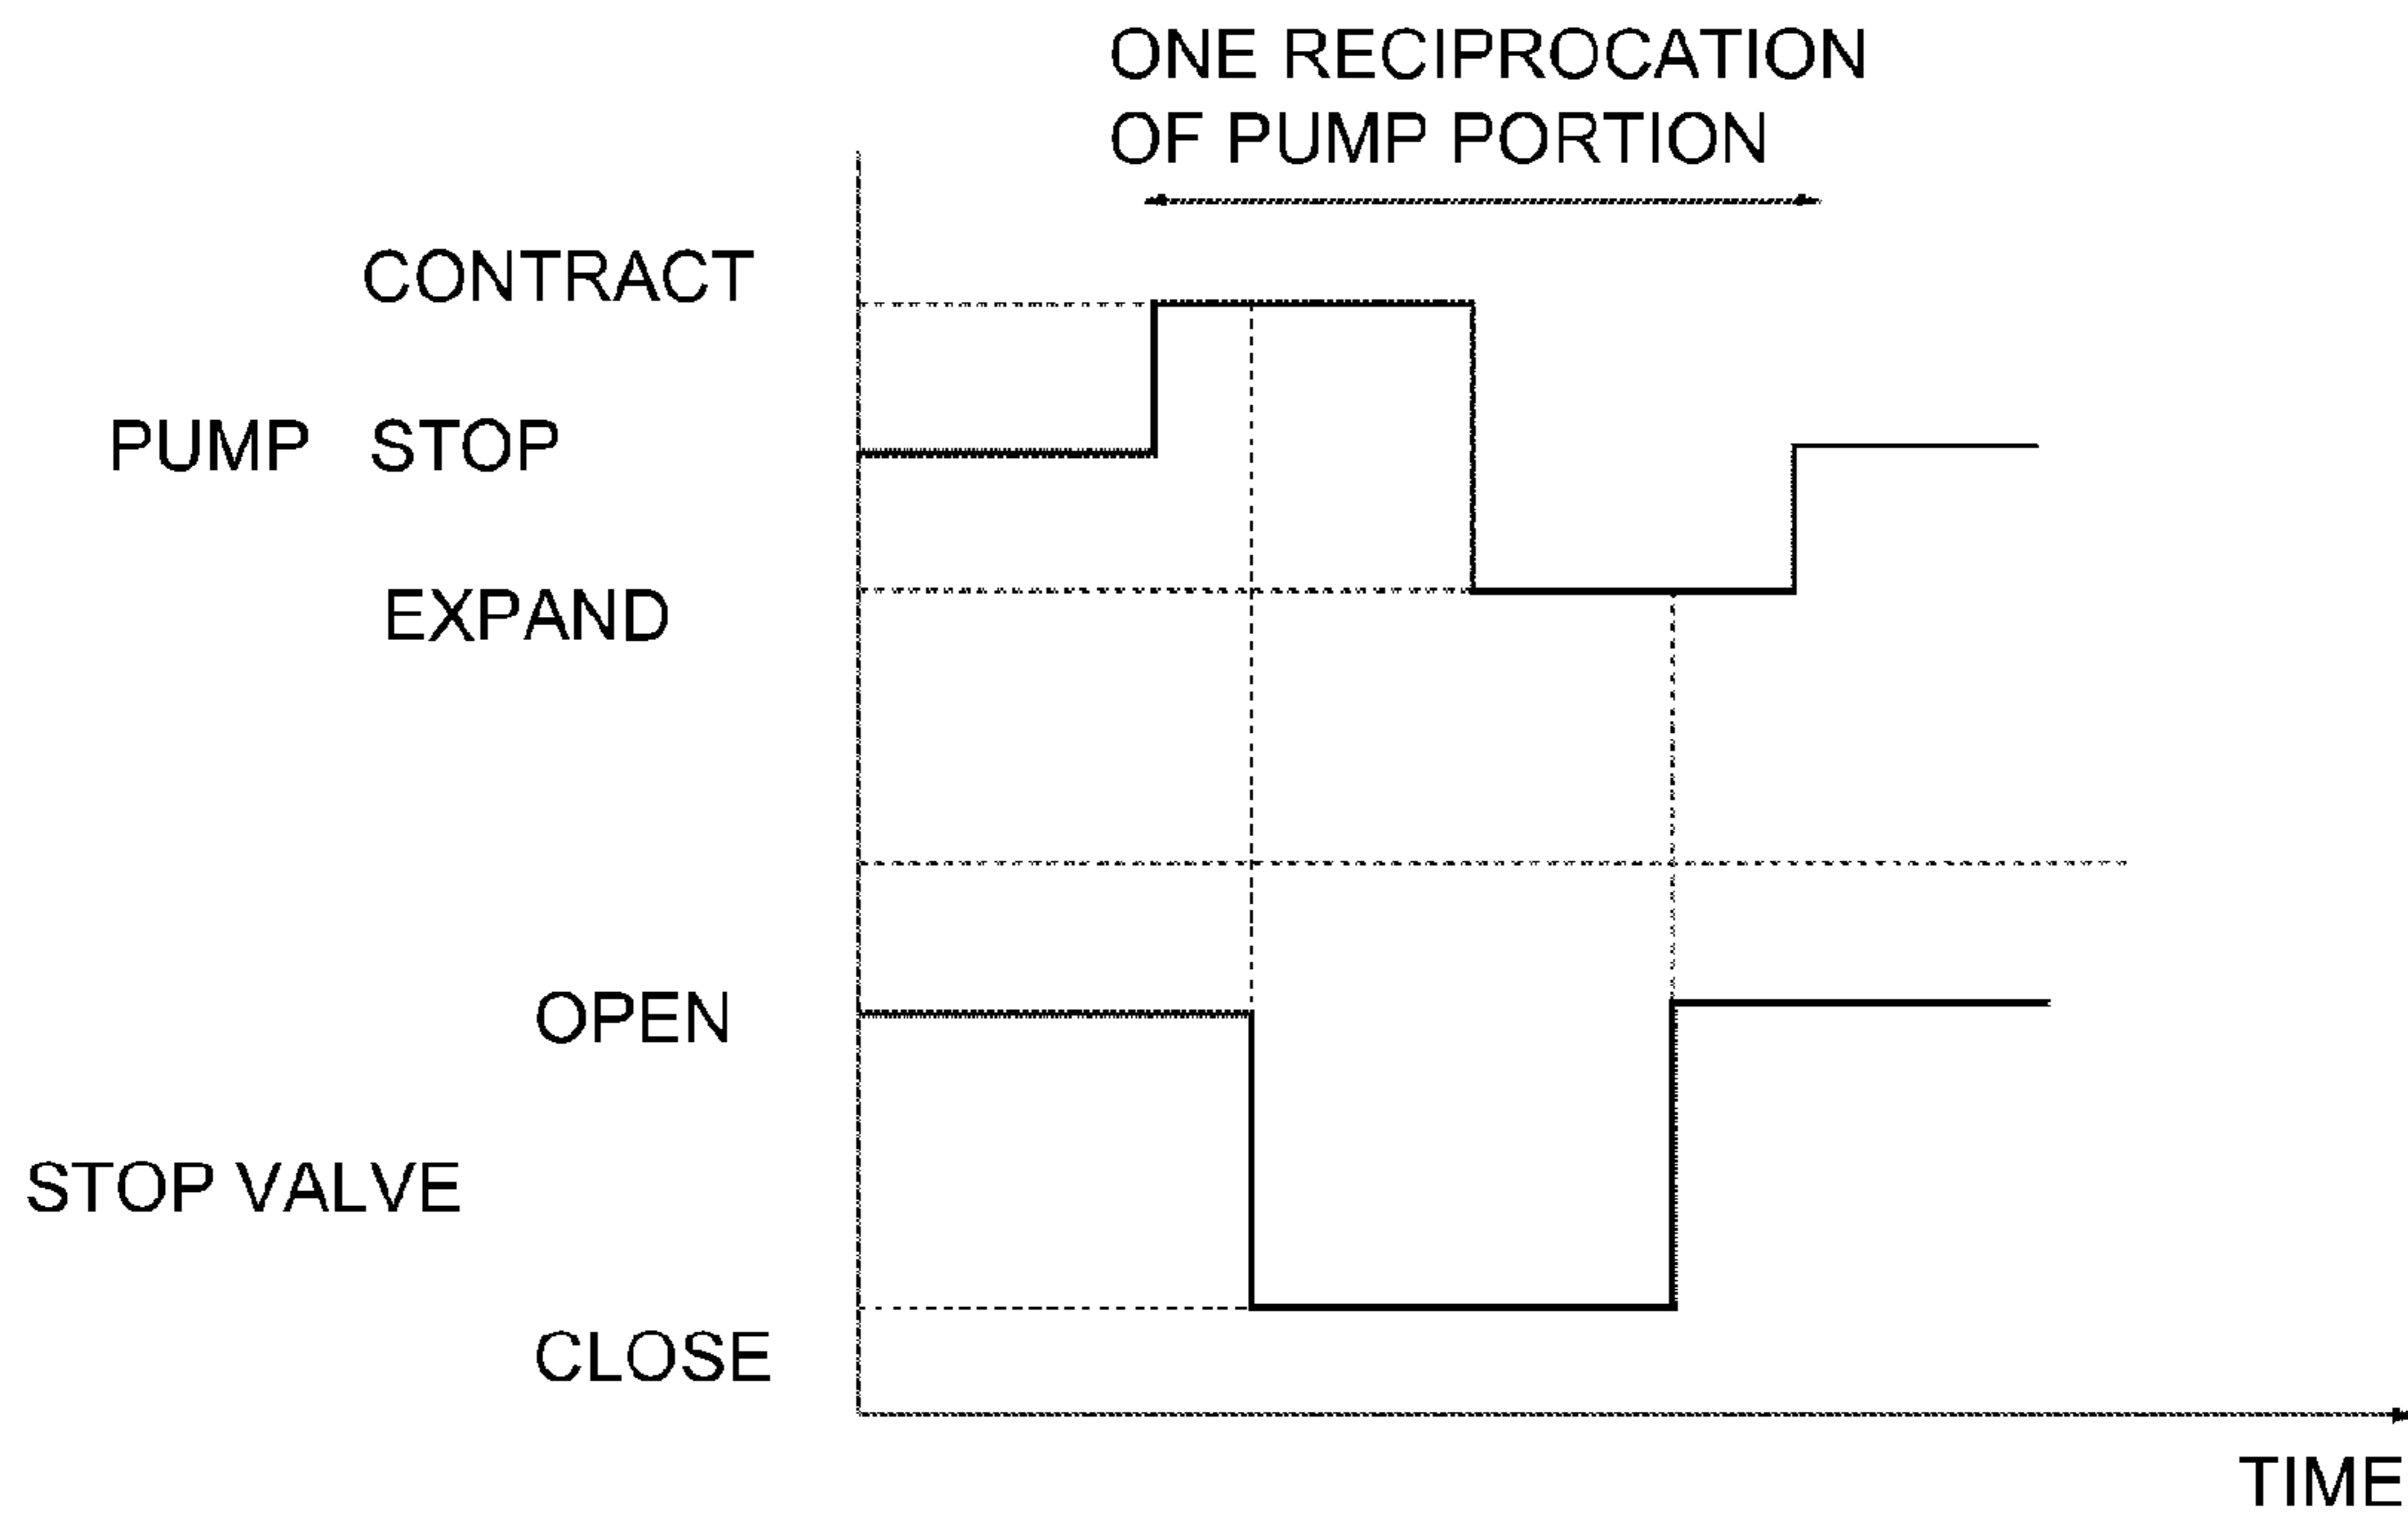 ONE RECIPROCATION
OF PUMP PORTION
CONTRACT
PUMP STOP
EXPAND
OPEN
STOP VALVE
CLOSE
TIME